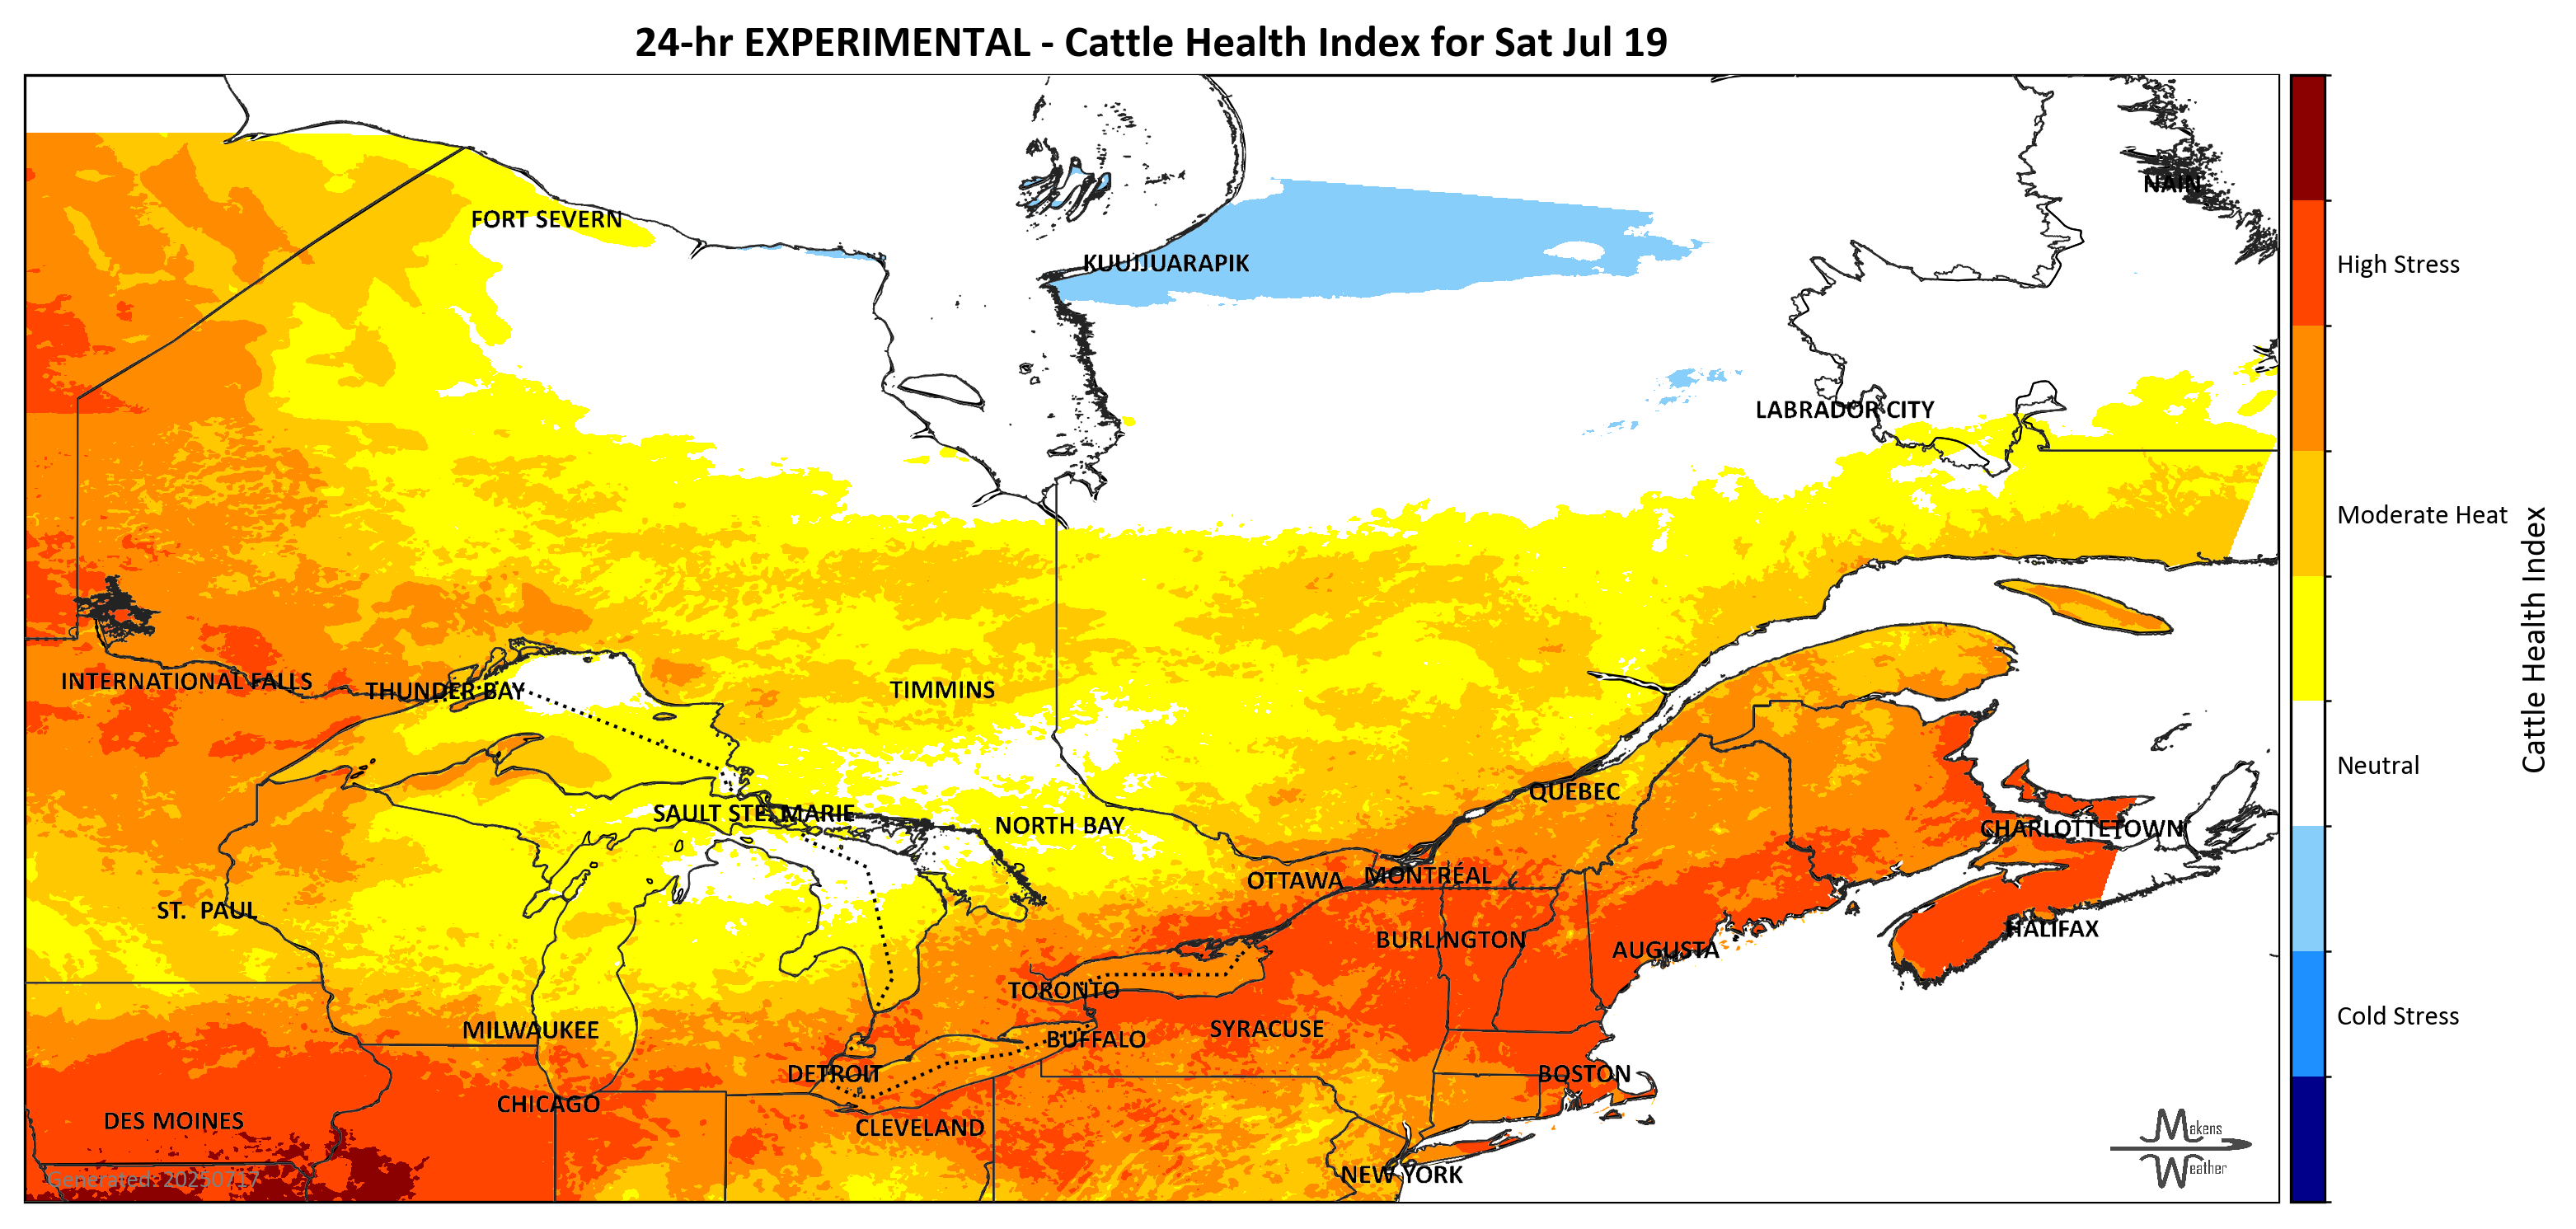 24-hr EXPERIMENTAL - Cattle Health Index for Sat Jul 19
NAIN
FORT SEVERN
KUUJJUARAPIK
High Stress
LABRADOR CITY
Moderate Heat
Cattle Health Index
INTERNATIONAL FALLS
THUNDER BAY
TIMMINS
Neutral
QUEBEC
SAULT STE. MARIE
NORTH BAY
CHARLOTTETOWN
OTTAWA
MONTRÉAL
ST. PAUL
HALIFAX
BURLINGTON
AUGUSTA
TORONTO
Cold Stress
MILWAUKEE
SYRACUSE
BUFFALO
DETROIT
BOSTON
CHICAGO
DES MOINES
CLEVELAND
Makens
Weather
NEW YORK
Generated: 20250717